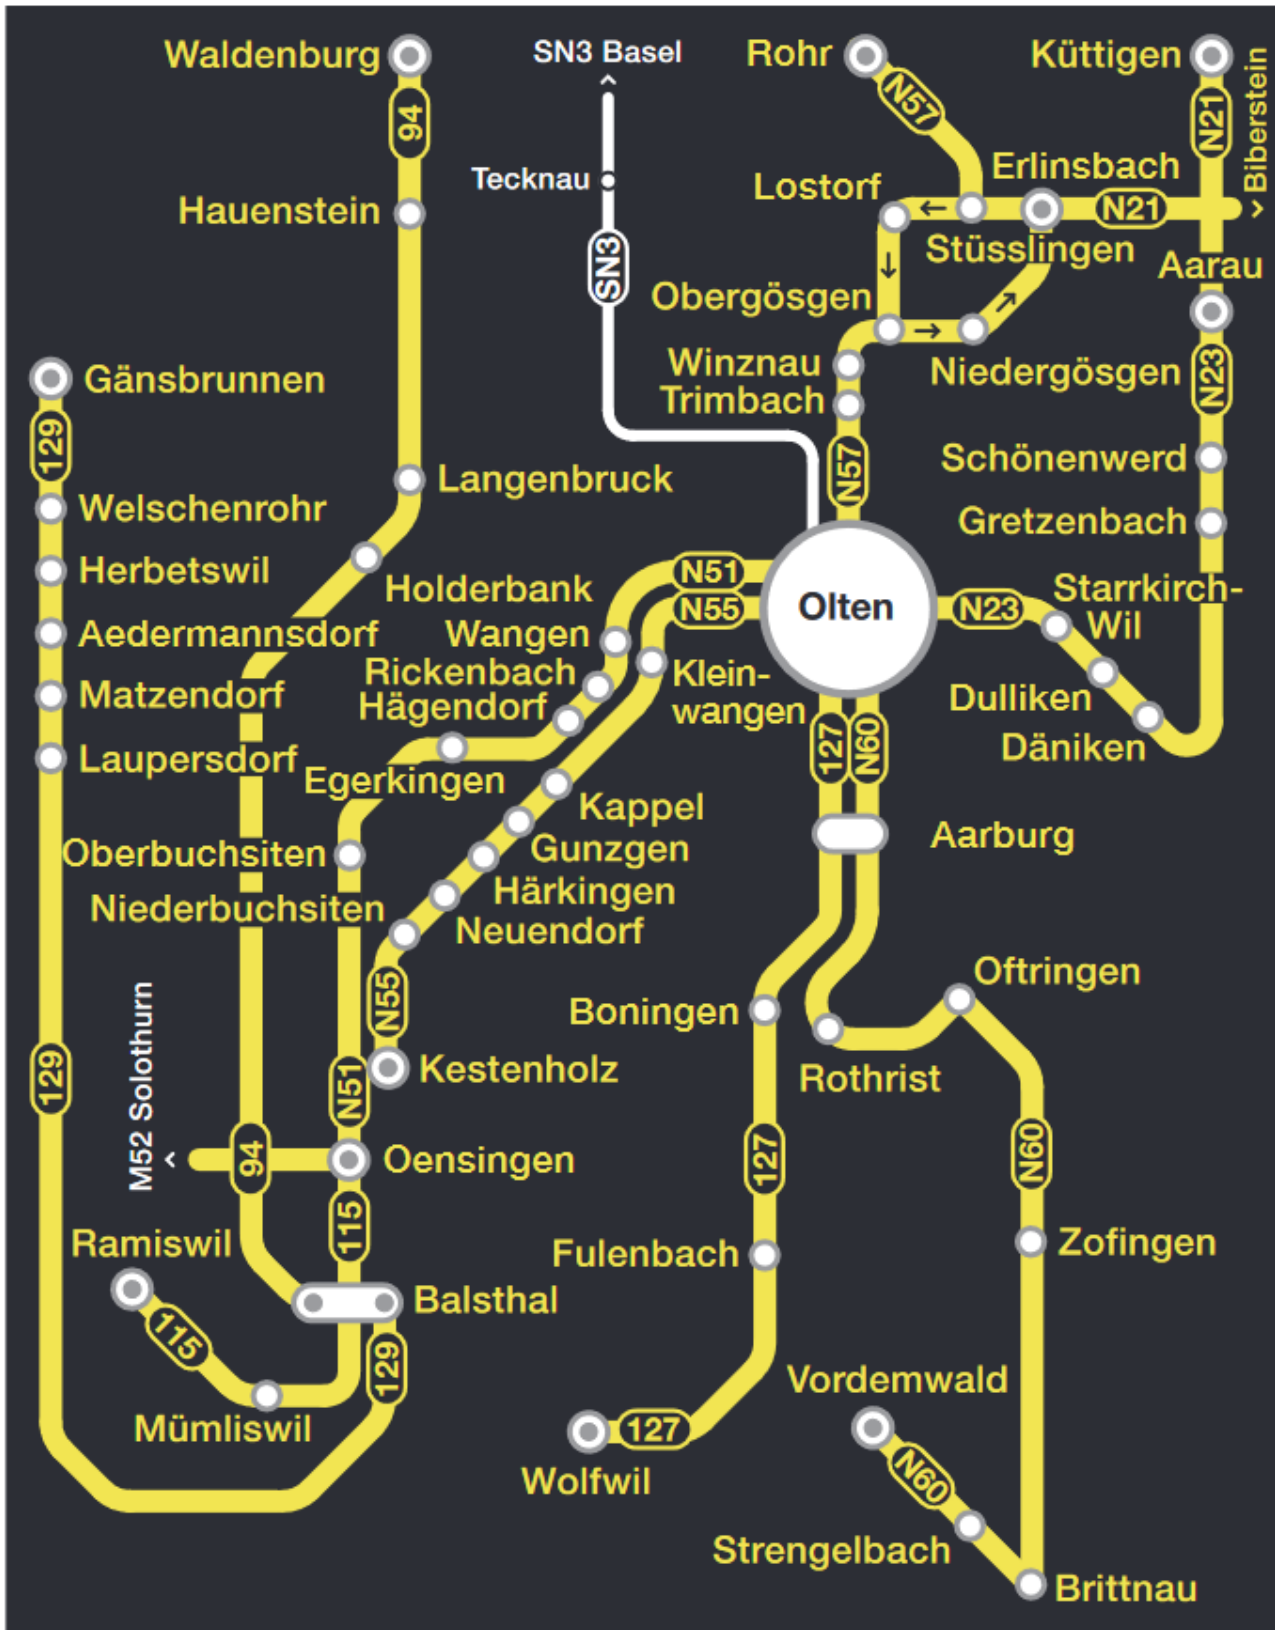 Waldenburg
SN3 Basel
Rohr
Küttigen
94
N57
N21
Biberstein
Tecknau
Erlinsbach
Lostorf
Hauenstein
N21
SN3
Stüsslingen
Aarau
Obergösgen
Winznau
Niedergösgen
N23
Gänsbrunnen
Trimbach
129
N57
Schönenwerd
Langenbruck
Welschenrohr
Gretzenbach
Herbetswil
Holderbank
N51
N55
Olten
N23
Starrkirch-
Wil
Aedermannsdorf
Wangen
Rickenbach
Klein-
wangen
Matzendorf
Hägendorf
Dulliken
127
N60
Däniken
Laupersdorf
Egerkingen
Kappel
Aarburg
Oberbuchsiten
Gunzgen
Härkingen
Niederbuchsiten
Neuendorf
Oftringen
N55
Boningen
M52 Solothurn
129
N51
Kestenholz
Rothrist
94
Oensingen
127
N60
115
Ramiswil
Fulenbach
Zofingen
Balsthal
115
129
Vordemwald
Mümliswil
127
Wolfwil
N60
Strengelbach
Brittnau